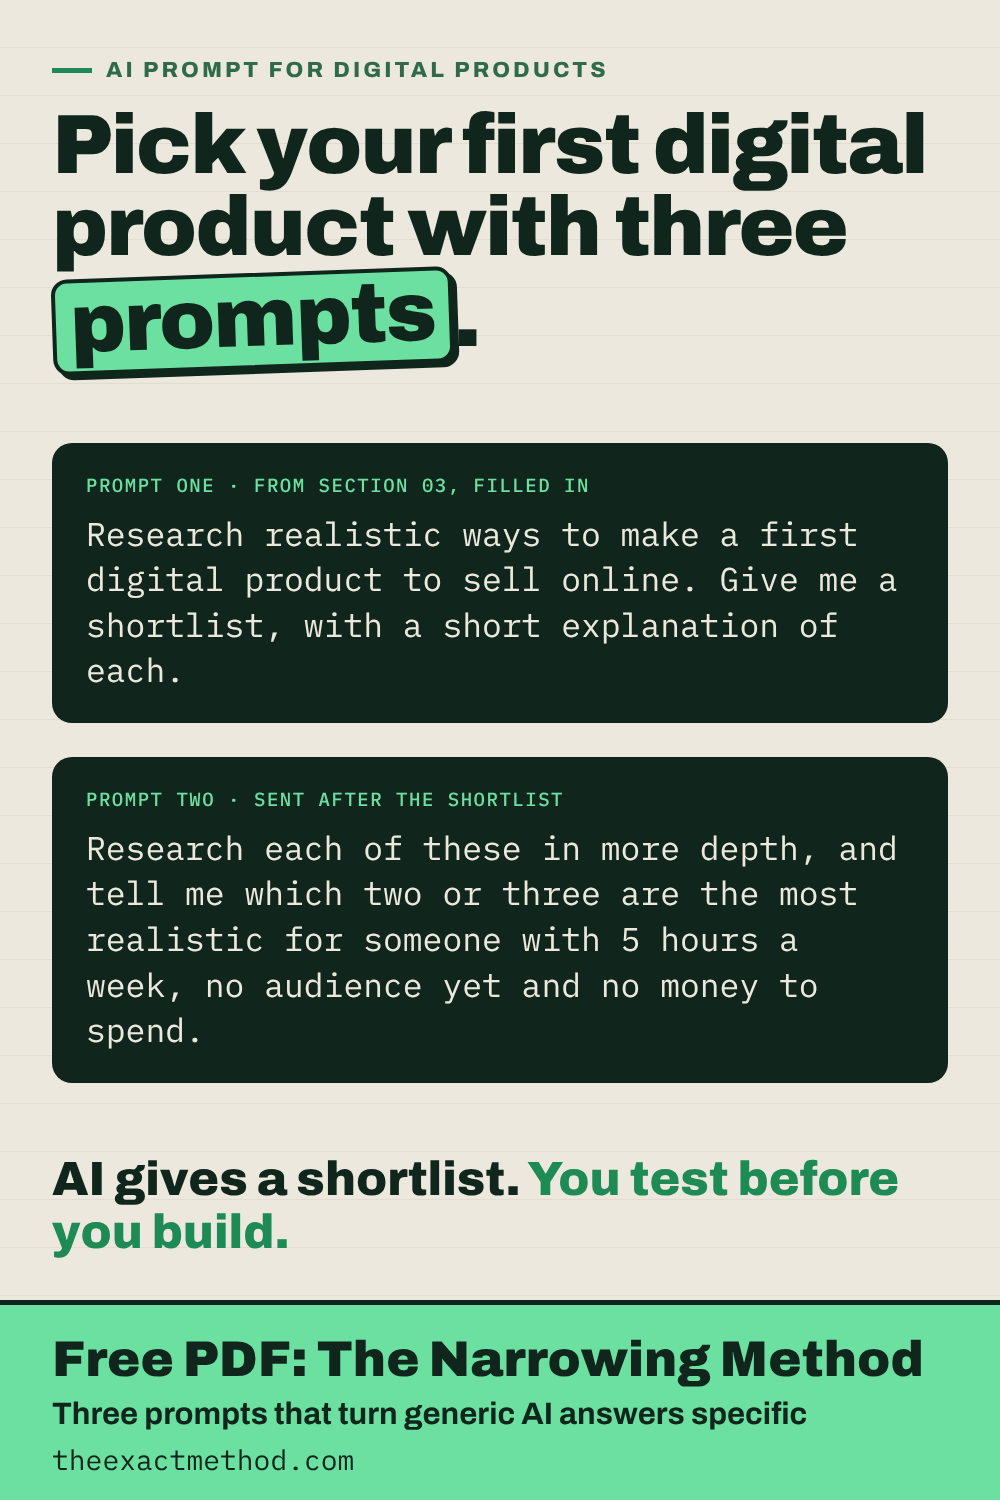 AI PROMPT FOR DIGITAL PRODUCTS
Pick your first digital
product with three
prompts.
PROMPT ONE · FROM SECTION 03, FILLED IN
Research realistic ways to make a first
digital product to sell online. Give me a
shortlist, with a short explanation of
each.
PROMPT TWO · SENT AFTER THE SHORTLIST
Research each of these in more depth, and
tell me which two or three are the most
realistic for someone with 5 hours a
week, no audience yet and no money to
spend.
AI gives a shortlist. You test before
you build.
Free PDF: The Narrowing Method
Three prompts that turn generic AI answers specific
theexactmethod.com